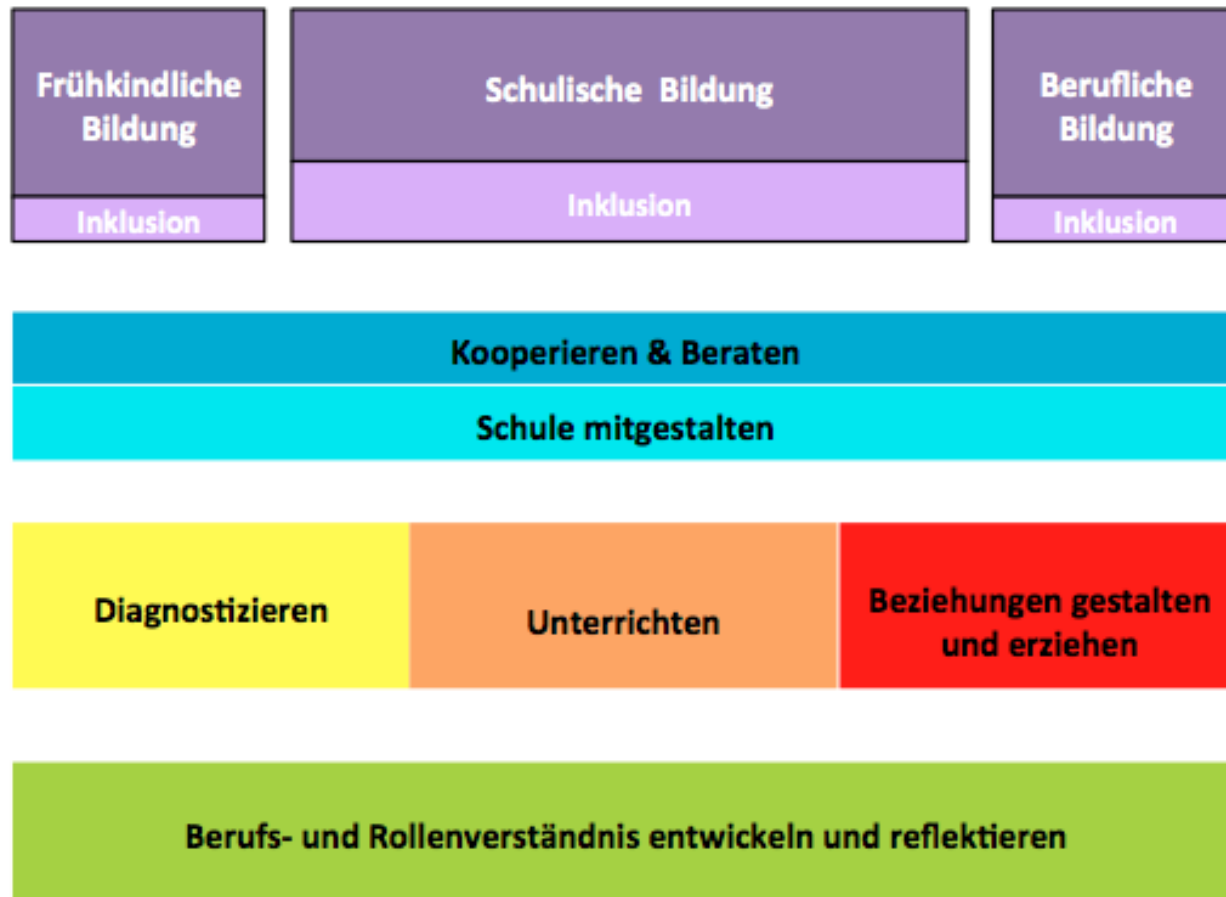 Frühkindliche
Bildung
Inklusion
Schulische Bildung
Inklusion
Berufliche
Bildung
Inklusion
Kooperieren & Beraten
Schule mitgestalten
Diagnostizieren
Unterrichten
Beziehungen gestalten
und erziehen
Berufs- und Rollenverständnis entwickeln und reflektieren